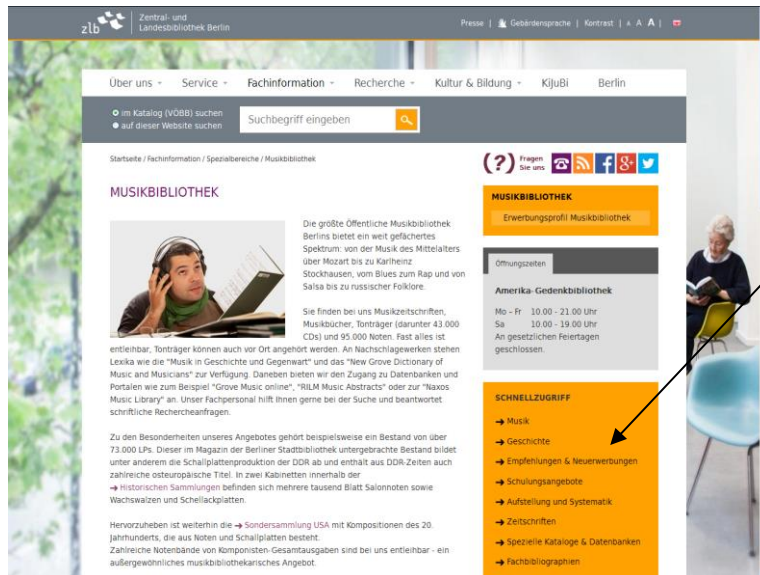 zlb
Zentral- und
Landesbibliothek Berlin
Presse | Gebärdensprache | Kontrast | A A A |
Über uns Service Fachinformation Recherche Kultur & Bildung KiJuBi Berlin
im Katalog (VÖBB) suchen
auf dieser Website suchen
Suchbegriff eingeben
Startseite / Fachinformation / Spezialbereiche / Musikbibliothek
(?) Fragen
Sie uns
MUSIKBIBLIOTHEK
Die größte Öffentliche Musikbibliothek
Berlins bietet ein weit gefächertes
Spektrum: von der Musik des Mittelalters
über Mozart bis zu Karlheinz
Stockhausen, vom Blues zum Rap und von
Salsa bis zu russischer Folklore.
Sie finden bei uns Musikzeitschriften,
Musikbücher, Tonträger (darunter 43.000
CDs) und 95.000 Noten. Fast alles ist
entleihbar, Tonträger können auch vor Ort angehört werden. An Nachschlagewerken stehen
Lexika wie die "Musik in Geschichte und Gegenwart" und das "New Grove Dictionary of
Music and Musicians" zur Verfügung. Daneben bieten wir den Zugang zu Datenbanken und
Portalen wie zum Beispiel "Grove Music online", "RILM Music Abstracts" oder zur "Naxos
Music Library" an. Unser Fachpersonal hilft Ihnen gerne bei der Suche und beantwortet
schriftliche Rechercheanfragen.
Zu den Besonderheiten unseres Angebotes gehört beispielsweise ein Bestand von über
73.000 LPs. Dieser im Magazin der Berliner Stadtbibliothek untergebrachte Bestand bildet
unter anderem die Schallplattenproduktion der DDR ab und enthält aus DDR-Zeiten auch
zahlreiche osteuropäische Titel. In zwei Kabinetten innerhalb der
→ Historischen Sammlungen befinden sich mehrere tausend Blatt Salonnoten sowie
Wachswalzen und Schellackplatten.
Hervorzuheben ist weiterhin die → Sondersammlung USA mit Kompositionen des 20.
Jahrhunderts, die aus Noten und Schallplatten besteht.
Zahlreiche Notenbände von Komponisten-Gesamtausgaben sind bei uns entleihbar - ein
außergewöhnliches musikbibliothekarisches Angebot.
MUSIKBIBLIOTHEK
Erwerbungsprofil Musikbibliothek
Öffnungszeiten
Amerika- Gedenkbibliothek
Mo – Fr 10.00 - 21.00 Uhr
Sa 10.00 - 19.00 Uhr
An gesetzlichen Feiertagen
geschlossen.
SCHNELLZUGRIFF
→ Musik
→ Geschichte
→ Empfehlungen & Neuerwerbungen
→ Schulungsangebote
→ Aufstellung und Systematik
→ Zeitschriften
→ Spezielle Kataloge & Datenbanken
→ Fachbibliographien